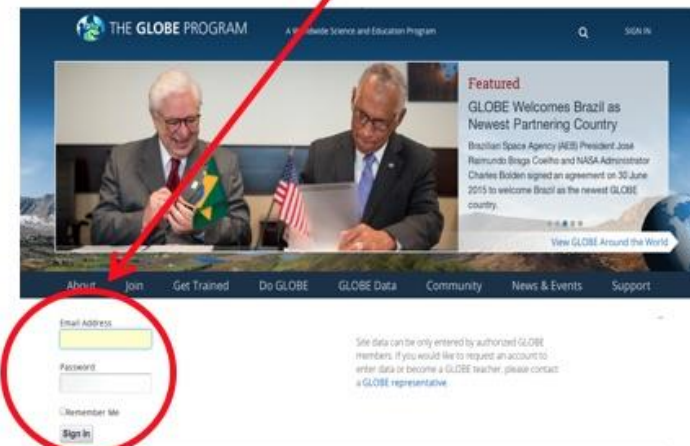 THE GLOBE PROGRAM
A Worldwide Science and Education Program
SIGN IN
Featured
GLOBE Welcomes Brazil as
Newest Partnering Country
Brazilian Space Agency (AEB) President José
Raimundo Braga Coelho and NASA Administrator
Charles Bolden signed an agreement on 30 June
2015 to welcome Brazil as the newest GLOBE
country.
View GLOBE Around the World
About Join Get Trained Do GLOBE GLOBE Data Community News & Events Support
Email Address
Password
Remember Me
Sign In
Site data can be only entered by authorized GLOBE
members. If you would like to request an account to
enter data or become a GLOBE teacher, please contact
a GLOBE representative.